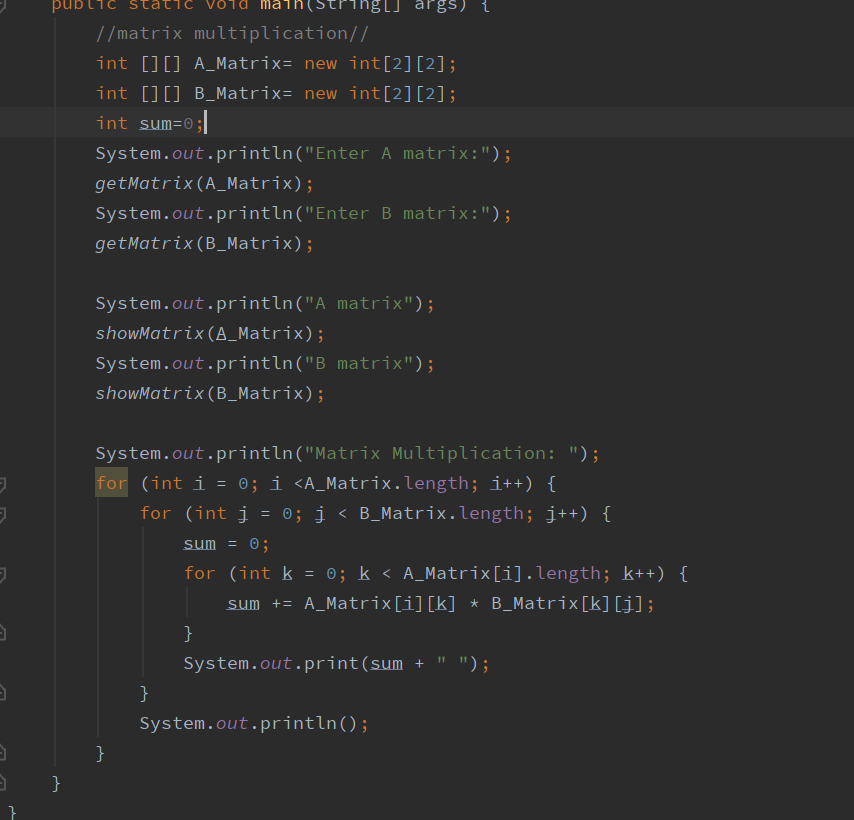 public static void main(String[] args) {
//matrix multiplication//
int [][] A_Matrix= new int[2][2];
int [][] B_Matrix= new int[2][2];
int sum=0;
System.out.println("Enter A matrix:");
getMatrix(A_Matrix);
System.out.println("Enter B matrix:");
getMatrix(B_Matrix);
System.out.println("A matrix");
showMatrix(A_Matrix);
System.out.println("B matrix");
showMatrix(B_Matrix);
System.out.println("Matrix Multiplication: ");
for (int i = 0; i <A_Matrix.length; i++) {
for (int j = 0; j < B_Matrix.length; j++) {
sum = 0;
for (int k = 0; k < A_Matrix[i].length; k++) {
sum += A_Matrix[i][k] * B_Matrix[k][j];
}
System.out.print(sum + " ");
}
System.out.println();
}
}
}